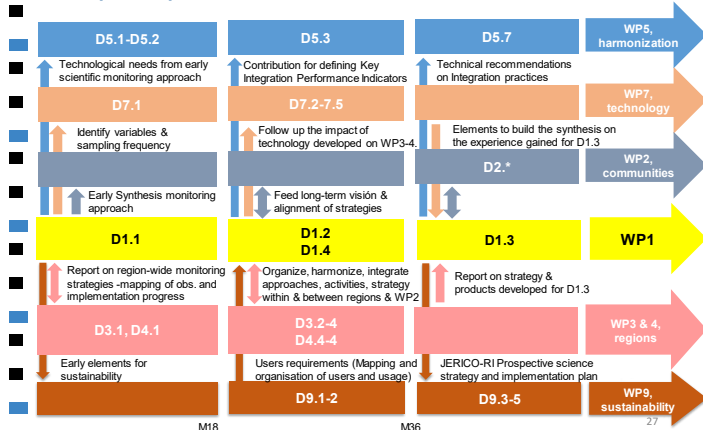 D5.1-D5.2
D5.3
D5.7
WP5,
harmonization
Technological needs from early
scientific monitoring approach
Contribution for defining Key
Integration Performance Indicators
Technical recommendations
on Integration practices
D7.1
D7.2-7.5
WP7,
technology
Identify variables &
sampling frequency
Follow up the impact of
technology developed on WP3-4.
Elements to build the synthesis on
the experience gained for D1.3
D2.*
WP2,
communities
Early Synthesis monitoring
approach
Feed long-term visión &
alignment of strategies
D1.1
D1.2
D1.4
D1.3
WP1
Report on region-wide monitoring
strategies -mapping of obs. and
implementation progress
Organize, harmonize, integrate
approaches, activities, strategy
within & between regions & WP2
Report on strategy &
products developed for D1.3
D3.1, D4.1
D3.2-4
D4.4-4
WP3 & 4,
regions
Early elements for
sustainability
Users requirements (Mapping and
organisation of users and usage)
JERICO-RI Prospective science
strategy and implementation plan
D9.1-2
D9.3-5
WP9,
sustainability
M18
M36
27